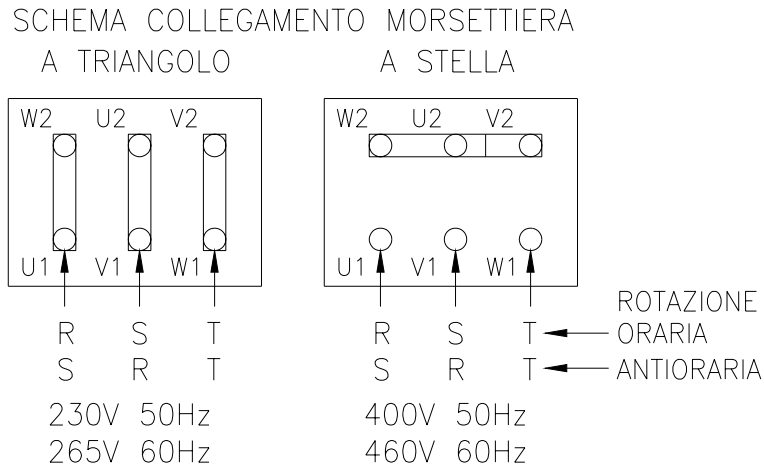 SCHEMA COLLEGAMENTO MORSETTIERA
A TRIANGOLO
A STELLA
W2 U2 V2
W2 U2 V2
U1 V1 W1
U1 V1 W1
ROTAZIONE
R S T
R S T
ORARIA
S R T
S R T
ANTIORARIA
230V 50Hz
400V 50Hz
265V 60Hz
460V 60Hz